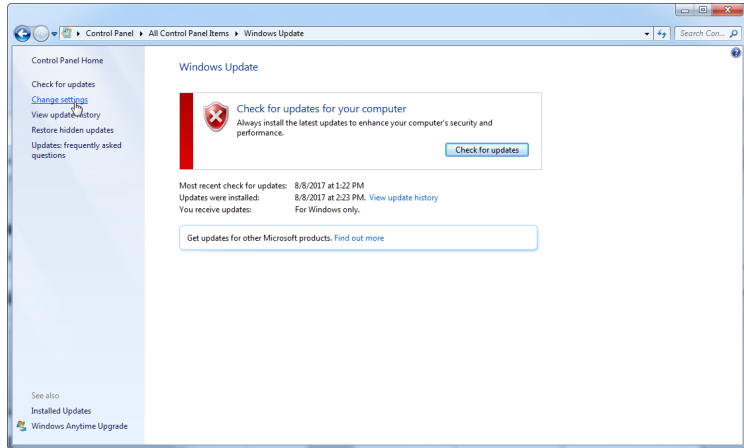 Control Panel ▸ All Control Panel Items ▸ Windows Update
Search Con...
Control Panel Home
Check for updates
Change settings
View update history
Restore hidden updates
Updates: frequently asked
questions
Windows Update
Check for updates for your computer
Always install the latest updates to enhance your computer's security and
performance.
Check for updates
Most recent check for updates: 8/8/2017 at 1:22 PM
Updates were installed: 8/8/2017 at 2:23 PM. View update history
You receive updates: For Windows only.
Get updates for other Microsoft products. Find out more
See also
Installed Updates
Windows Anytime Upgrade